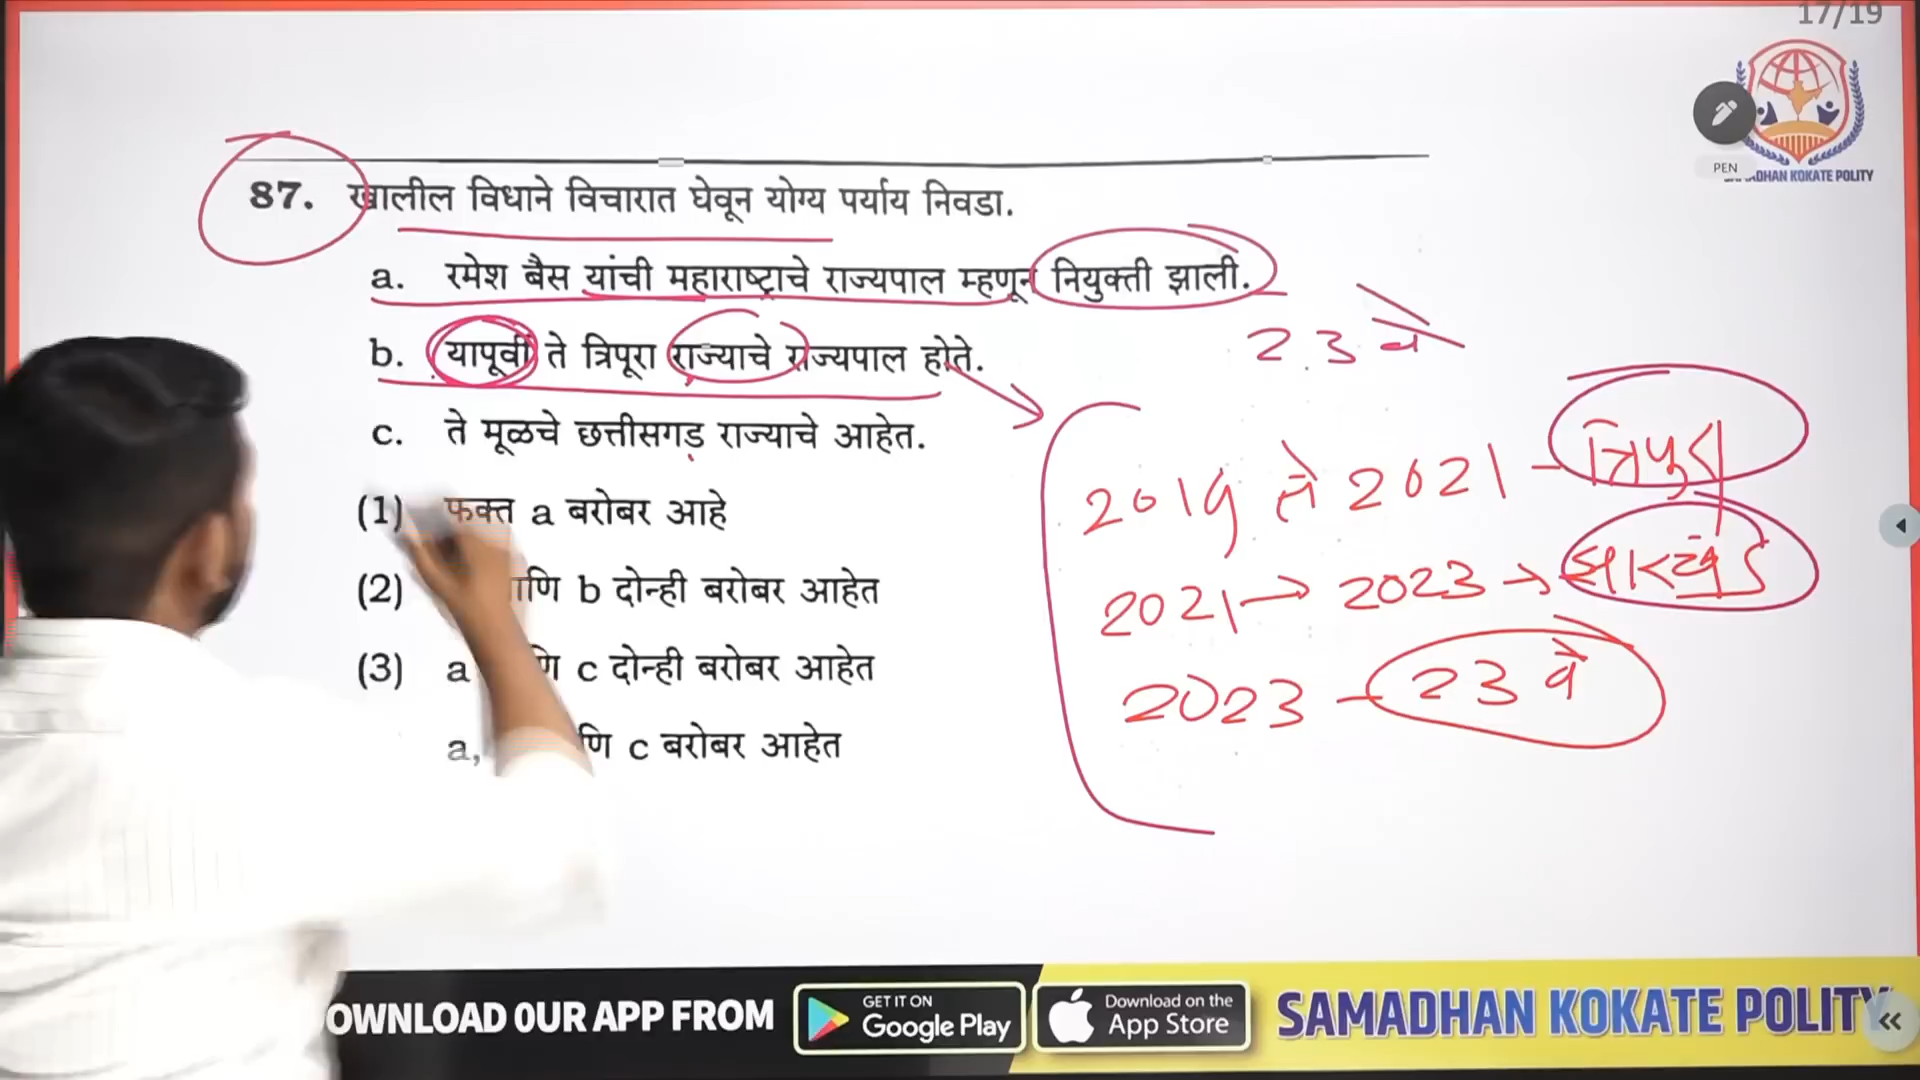 17/19
PEN
DHAN KOKATE POLITY
87. खालील विधाने विचारात घेवून योग्य पर्याय निवडा.
a. रमेश बैस यांची महाराष्ट्राचे राज्यपाल म्हणून नियुक्ती झाली.
23 वे
b. यापूर्वी ते त्रिपूरा राज्याचे राज्यपाल होते.
c. ते मूळचे छत्तीसगड़ राज्याचे आहेत.
2019 ते 2021 - त्रिपुरा
(1) फक्त a बरोबर आहे
2021 → 2023 → झारखंड
(2) णि b दोन्ही बरोबर आहेत
(3) a णि c दोन्ही बरोबर आहेत
2023 - 23 वे
a, णि c बरोबर आहेत
OWNLOAD OUR APP FROM
GET IT ON
Google Play
Download on the
App Store
SAMADHAN KOKATE POLITY